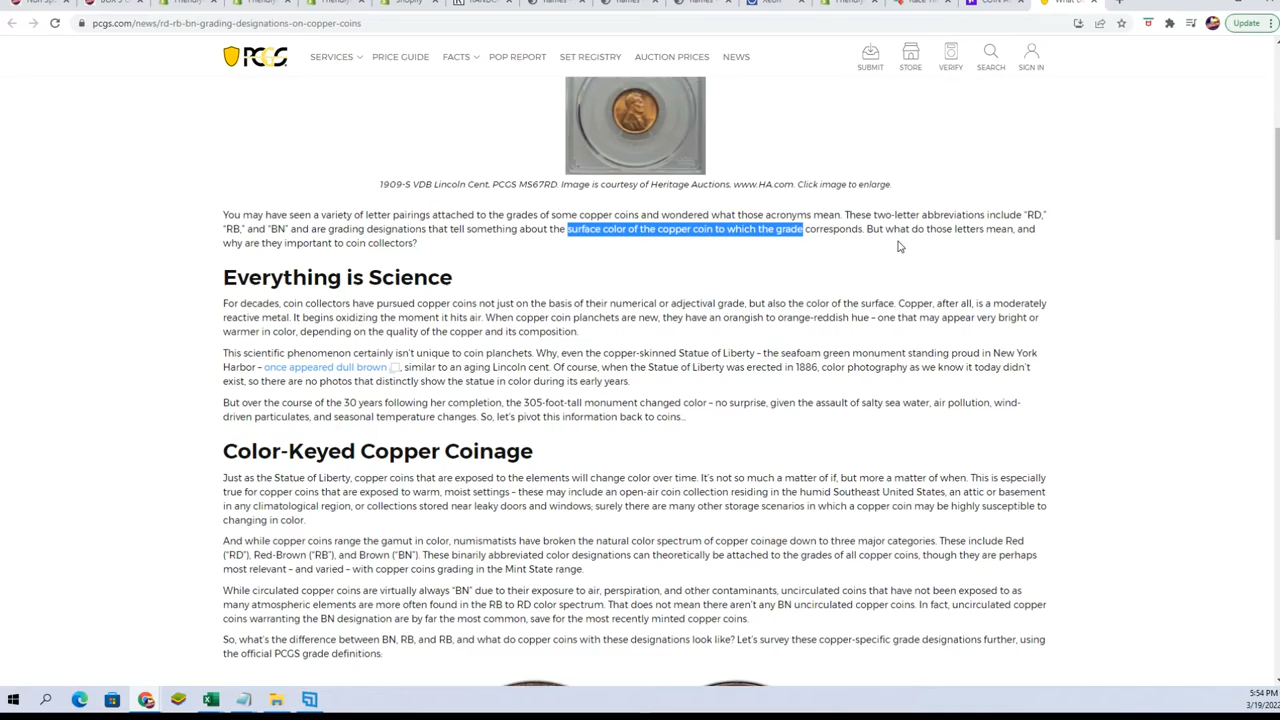 Friendly
Shopify
Xeon
Race Ti
COIN A
What D
pcgs.com/news/rd-rb-bn-grading-designations-on-copper-coins
Update
PCGS
SERVICES
PRICE GUIDE
FACTS
POP REPORT
SET REGISTRY
AUCTION PRICES
NEWS
SUBMIT
STORE
VERIFY
SEARCH
SIGN IN
1909-S VDB Lincoln Cent, PCGS MS67RD. Image is courtesy of Heritage Auctions, www.HA.com. Click image to enlarge.
You may have seen a variety of letter pairings attached to the grades of some copper coins and wondered what those acronyms mean. These two-letter abbreviations include “RD,”
“RB,” and “BN” and are grading designations that tell something about the surface color of the copper coin to which the grade corresponds. But what do those letters mean, and
why are they important to coin collectors?
Everything is Science
For decades, coin collectors have pursued copper coins not just on the basis of their numerical or adjectival grade, but also the color of the surface. Copper, after all, is a moderately
reactive metal. It begins oxidizing the moment it hits air. When copper coin planchets are new, they have an orangish to orange-reddish hue – one that may appear very bright or
warmer in color, depending on the quality of the copper and its composition.
This scientific phenomenon certainly isn’t unique to coin planchets. Why, even the copper-skinned Statue of Liberty – the seafoam green monument standing proud in New York
Harbor – once appeared dull brown, similar to an aging Lincoln cent. Of course, when the Statue of Liberty was erected in 1886, color photography as we know it today didn’t
exist, so there are no photos that distinctly show the statue in color during its early years.
But over the course of the 30 years following her completion, the 305-foot-tall monument changed color – no surprise, given the assault of salty sea water, air pollution, wind-
driven particulates, and seasonal temperature changes. So, let’s pivot this information back to coins…
Color-Keyed Copper Coinage
Just as the Statue of Liberty, copper coins that are exposed to the elements will change color over time. It’s not so much a matter of if, but more a matter of when. This is especially
true for copper coins that are exposed to warm, moist settings – these may include an open-air coin collection residing in the humid Southeast United States, an attic or basement
in any climatological region, or collections stored near leaky doors and windows; surely there are many other storage scenarios in which a copper coin may be highly susceptible to
changing in color.
And while copper coins range the gamut in color, numismatists have broken the natural color spectrum of copper coinage down to three major categories. These include Red
(“RD”), Red-Brown (“RB”), and Brown (“BN”). These binarily abbreviated color designations can theoretically be attached to the grades of all copper coins, though they are perhaps
most relevant – and varied – with copper coins grading in the Mint State range.
While circulated copper coins are virtually always “BN” due to their exposure to air, perspiration, and other contaminants, uncirculated coins that have not been exposed to as
many atmospheric elements are more often found in the RB to RD color spectrum. That does not mean there aren’t any BN uncirculated copper coins. In fact, uncirculated copper
coins warranting the BN designation are by far the most common, save for the most recently minted copper coins.
So, what’s the difference between BN, RB, and RB, and what do copper coins with these designations look like? Let’s survey these copper-specific grade designations further, using
the official PCGS grade definitions:
5:54 PM